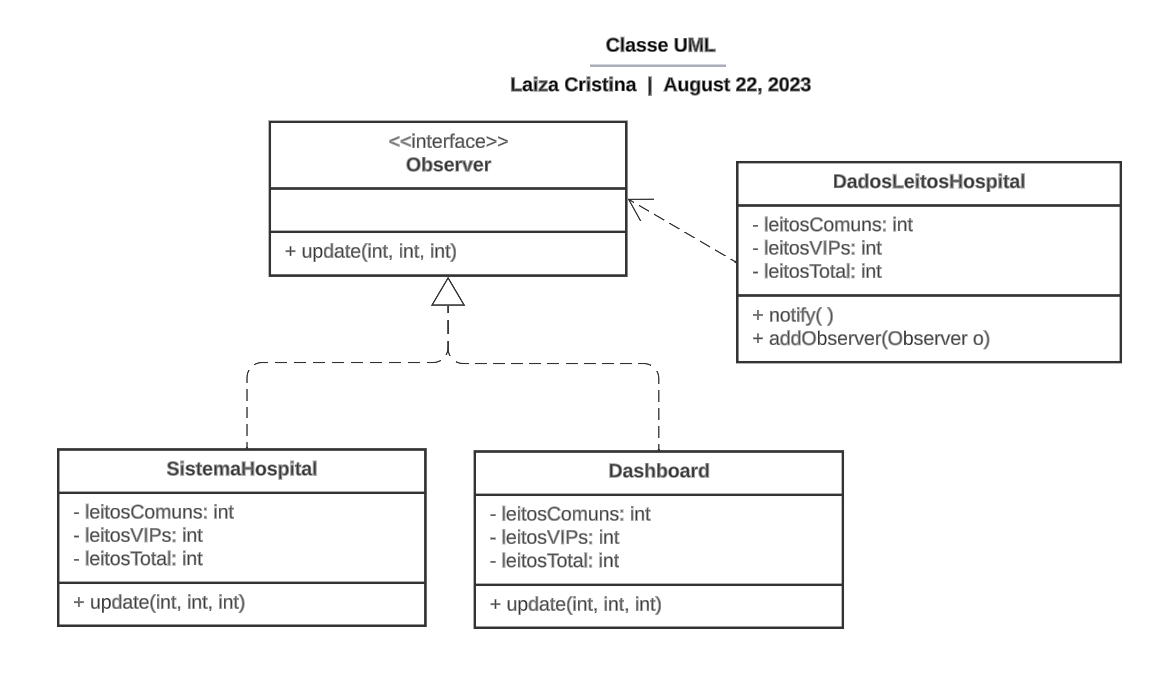 Classe UML
Laiza Cristina | August 22, 2023
<<interface>>
Observer
+ update(int, int, int)
DadosLeitosHospital
- leitosComuns: int
- leitosVIPs: int
- leitosTotal: int
+ notify( )
+ addObserver(Observer o)
SistemaHospital
- leitosComuns: int
- leitosVIPs: int
- leitosTotal: int
+ update(int, int, int)
Dashboard
- leitosComuns: int
- leitosVIPs: int
- leitosTotal: int
+ update(int, int, int)